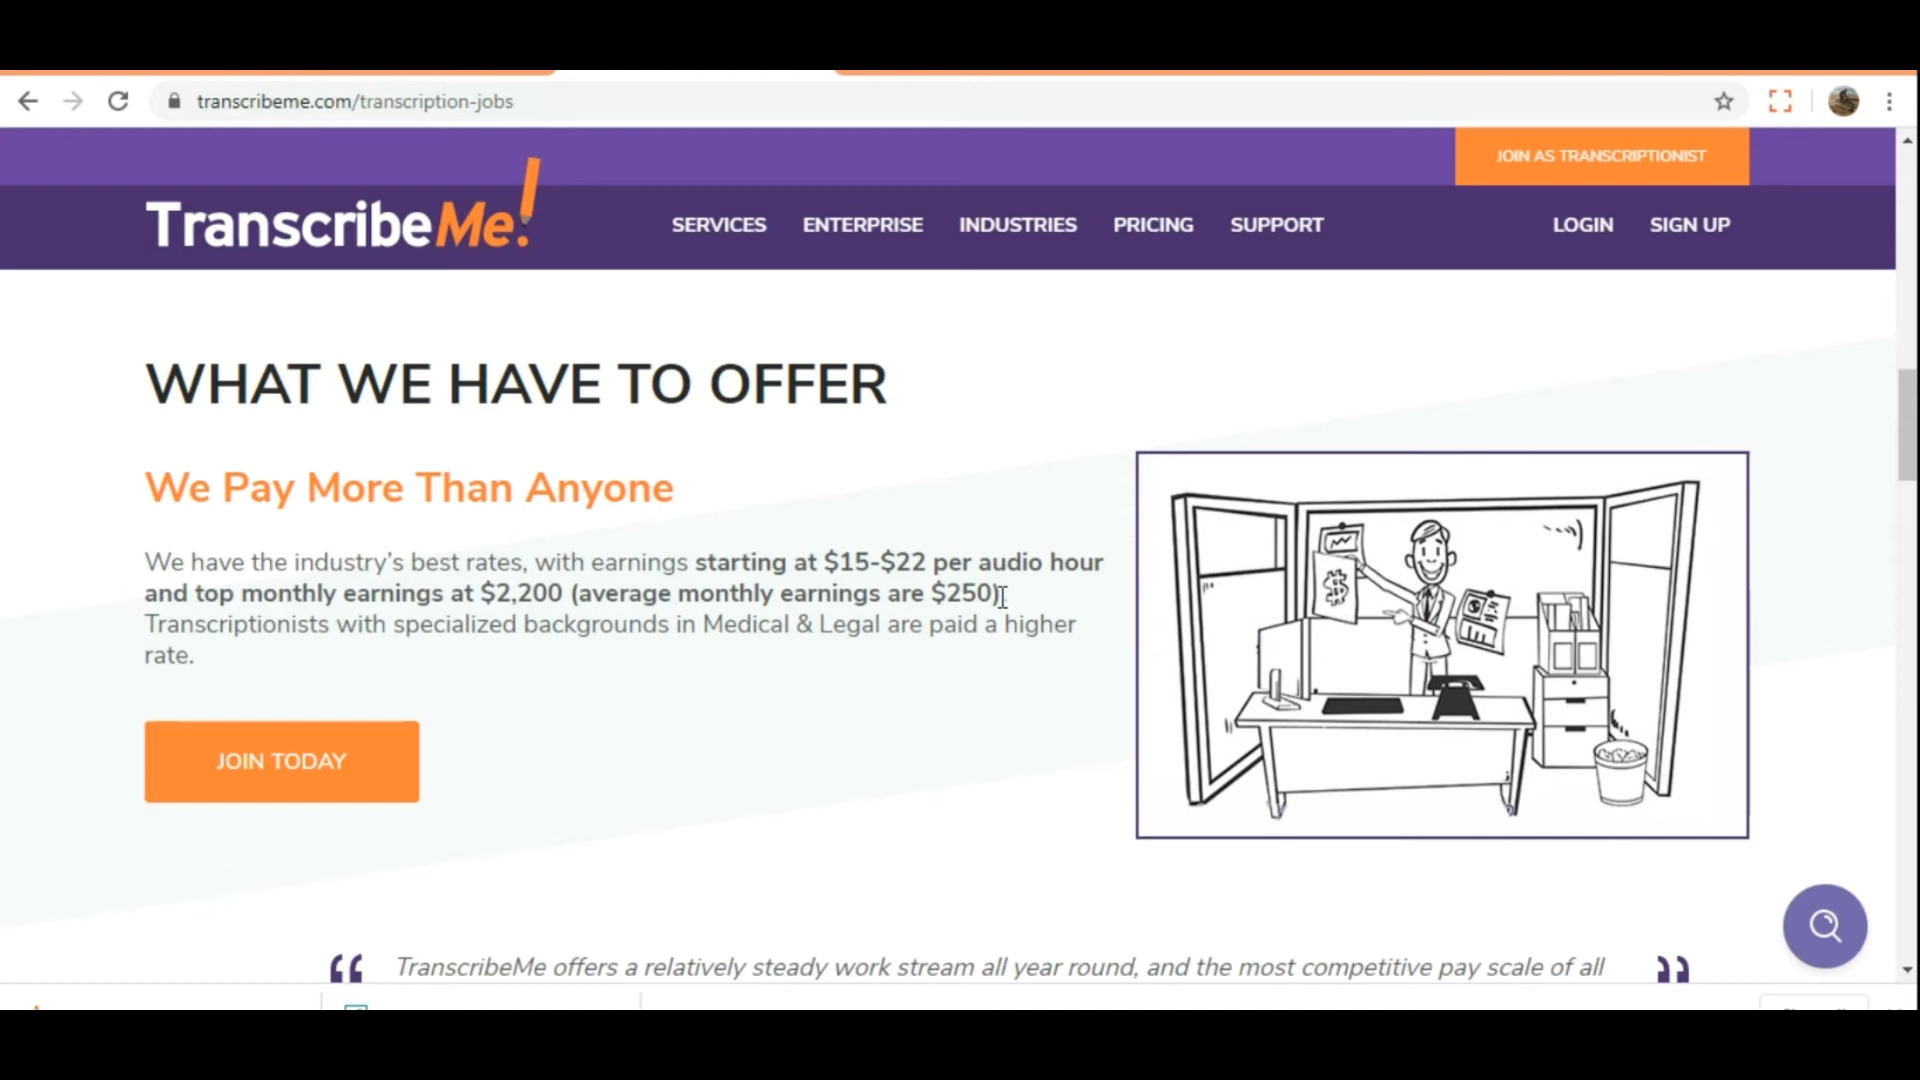 transcribeme.com/transcription-jobs
JOIN AS TRANSCRIPTIONIST
TranscribeMe!
SERVICES ENTERPRISE INDUSTRIES PRICING SUPPORT LOGIN SIGN UP
WHAT WE HAVE TO OFFER
We Pay More Than Anyone
We have the industry’s best rates, with earnings starting at $15-$22 per audio hour
and top monthly earnings at $2,200 (average monthly earnings are $250).
Transcriptionists with specialized backgrounds in Medical & Legal are paid a higher
rate.
JOIN TODAY
$
“ TranscribeMe offers a relatively steady work stream all year round, and the most competitive pay scale of all ”